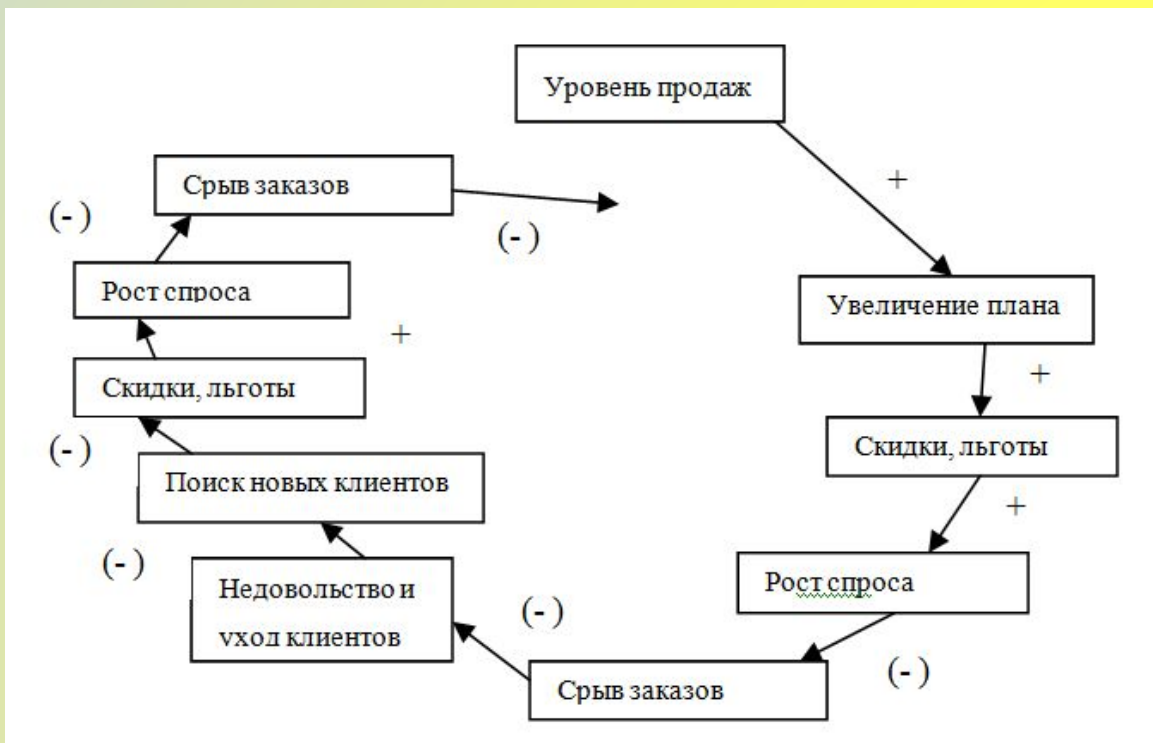 Уровень продаж
+
Увеличение плана
+
Скидки, льготы
+
Рост спроса
(-)
Срыв заказов
(-)
Недовольство и
уход клиентов
(-)
Поиск новых клиентов
(-)
Скидки, льготы
+
Рост спроса
(-)
Срыв заказов
(-)